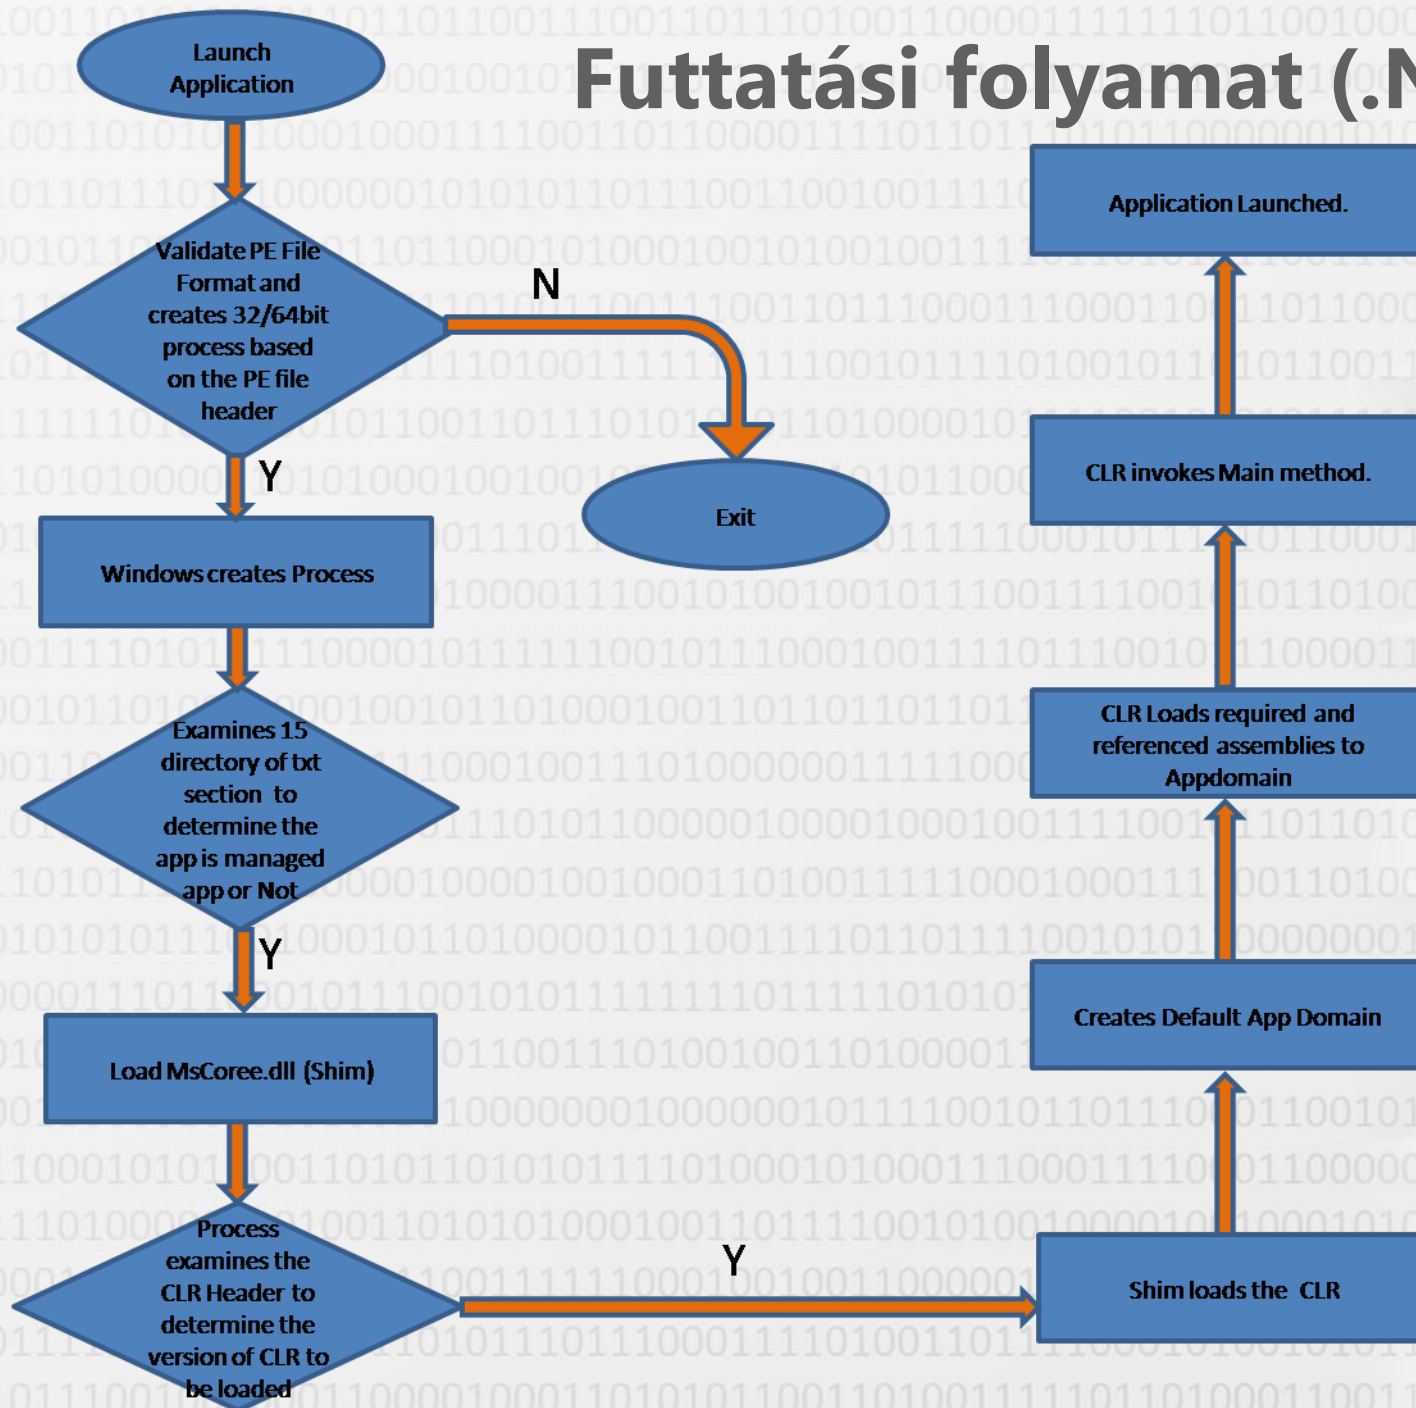 Futtatási folyamat (.N
Launch
Application
Validate PE File
Format and
creates 32/64bit
process based
on the PE file
header
N
Exit
Y
Windows creates Process
Examines 15
directory of txt
section to
determine the
app is managed
app or Not
Y
Load MsCoree.dll (Shim)
Process
examines the
CLR Header to
determine the
version of CLR to
be loaded
Y
Shim loads the CLR
Creates Default App Domain
CLR Loads required and
referenced assemblies to
Appdomain
CLR invokes Main method.
Application Launched.